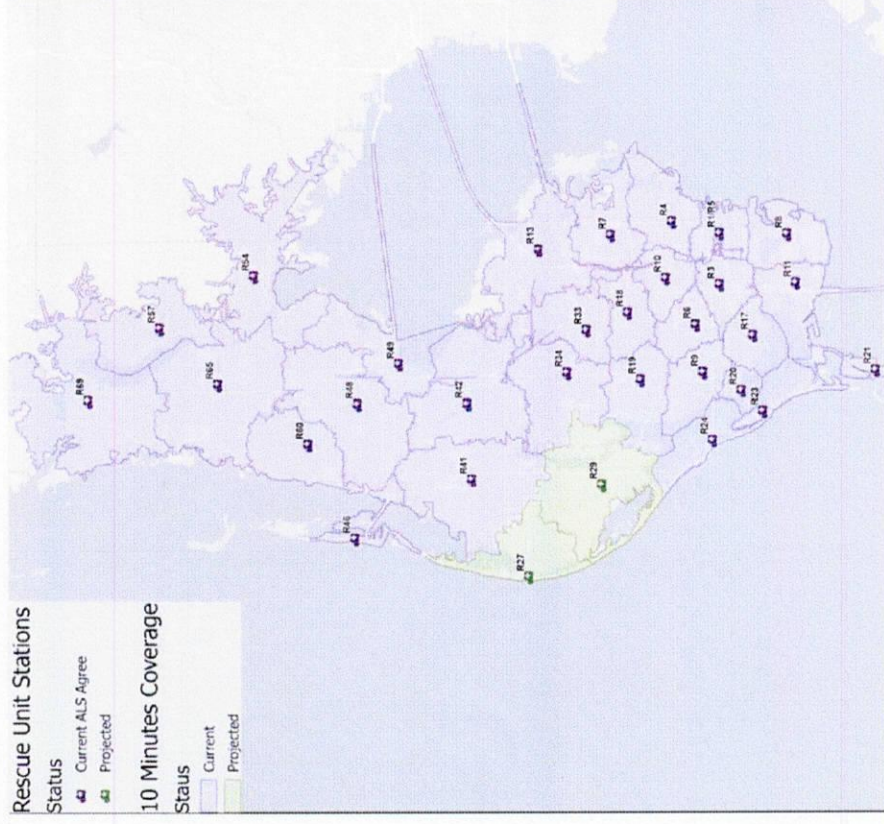 Rescue Unit Stations
Status
Current ALS Agree
Projected
10 Minutes Coverage
Staus
Current
Projected
R69
R57
R54
R65
R60
R48
R49
R46
R42
R41
R13
R7
R4
R1/R5
R8
R10
R3
R11
R33
R18
R6
R17
R34
R19
R9
R20
R23
R24
R21
R29
R27